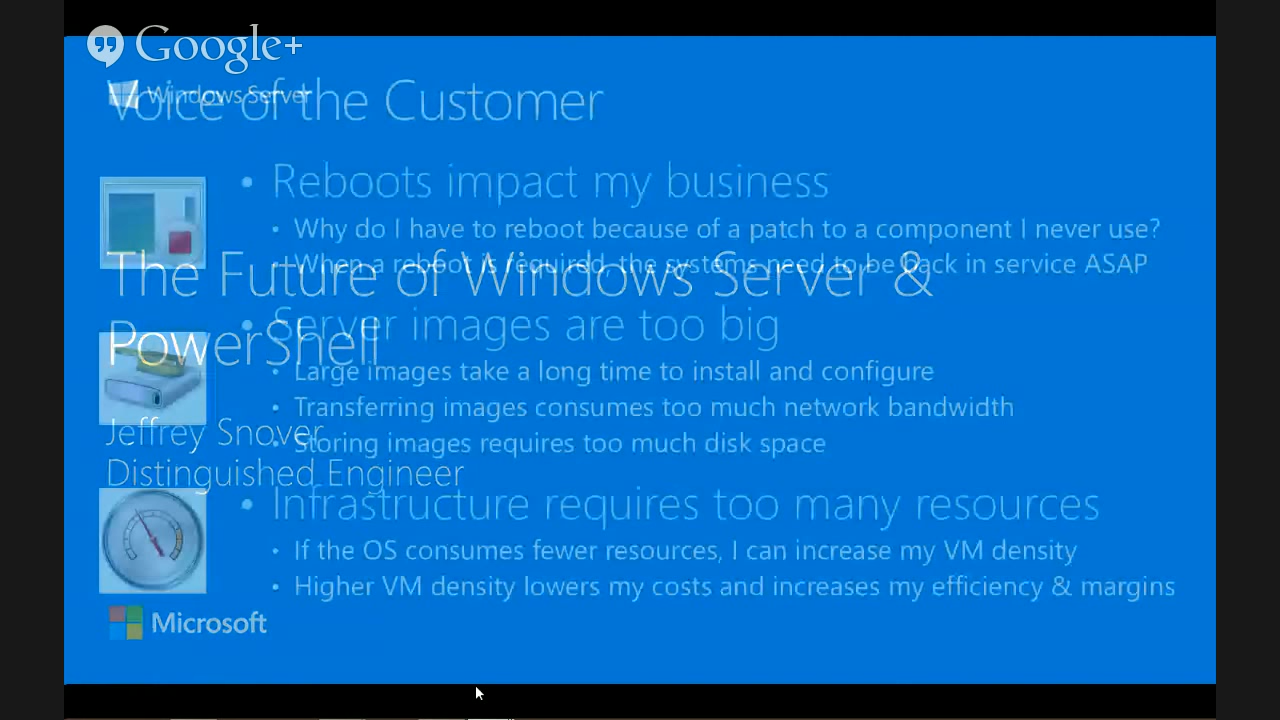 Google+
Windows Server
Voice of the Customer
• Reboots impact my business
• Why do I have to reboot because of a patch to a component I never use?
• When a reboot is required, the systems need to be back in service ASAP
The Future of Windows Server &
PowerShell
• Server images are too big
• Large images take a long time to install and configure
• Transferring images consumes too much network bandwidth
• Storing images requires too much disk space
Jeffrey Snover
Distinguished Engineer
• Infrastructure requires too many resources
• If the OS consumes fewer resources, I can increase my VM density
• Higher VM density lowers my costs and increases my efficiency & margins
Microsoft